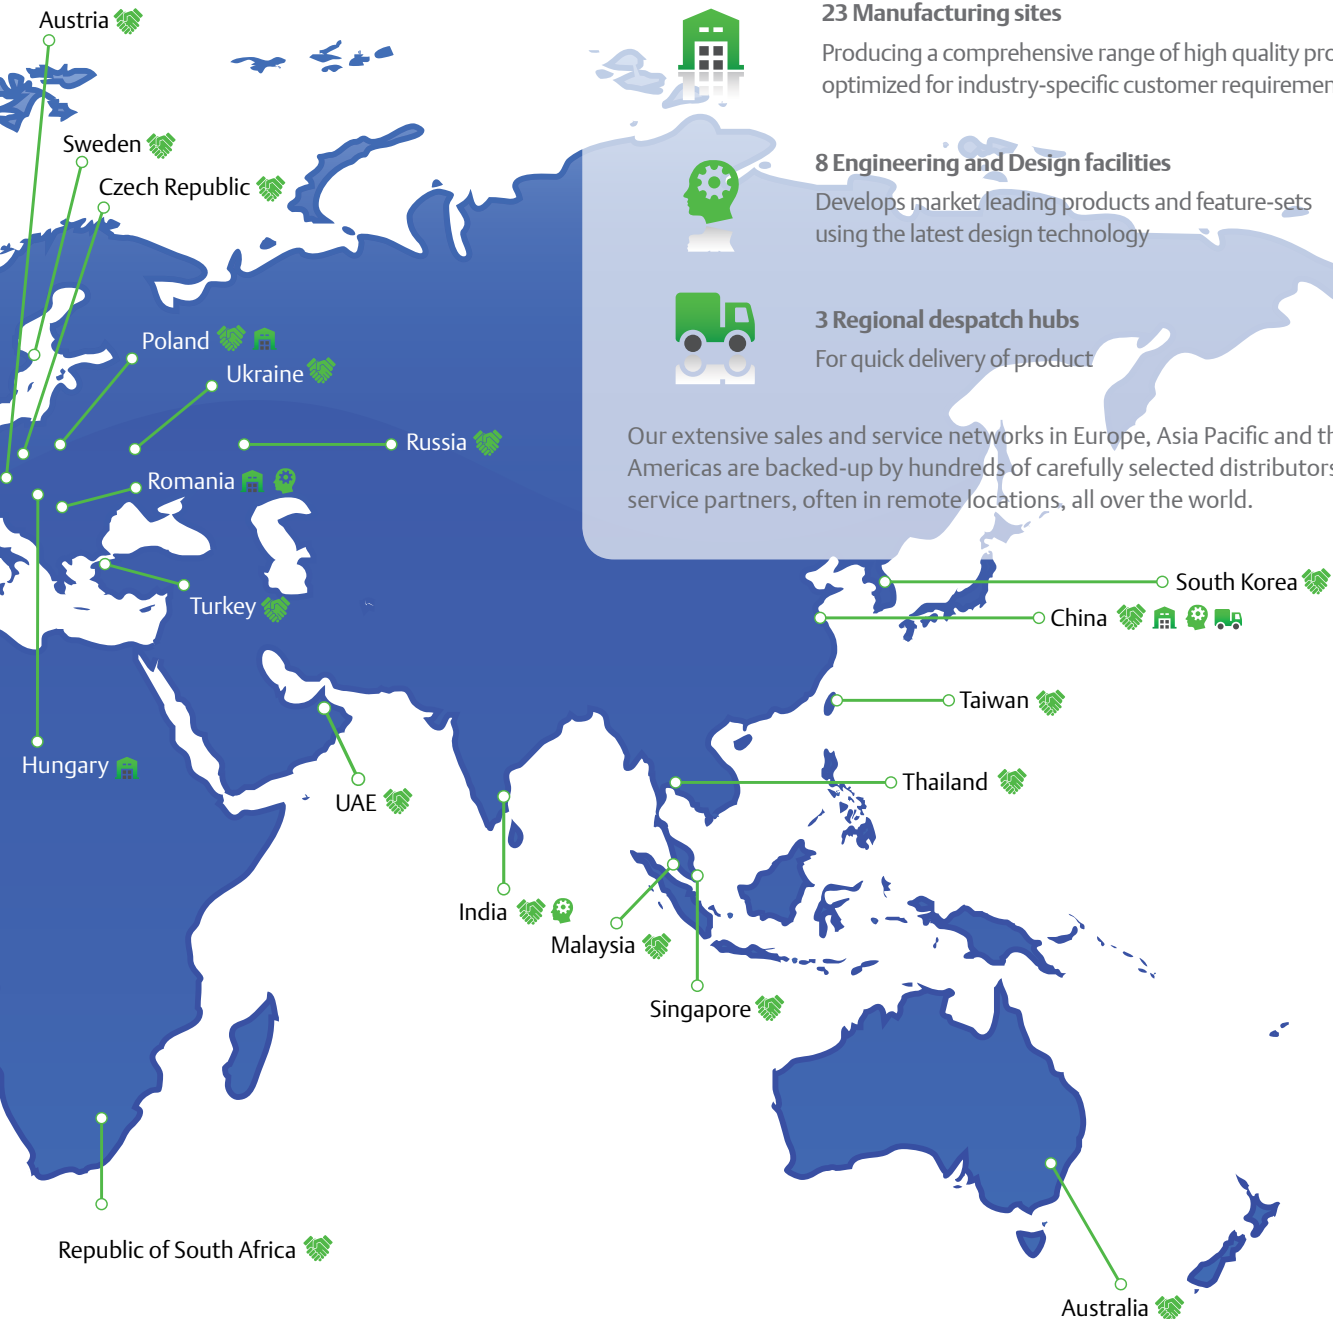 Austria
23 Manufacturing sites
Producing a comprehensive range of high quality
optimized for industry-specific customer
Sweden
Czech Republic
8 Engineering and Design facilities
Develops market leading products and feature-sets
using the latest design technology
3 Regional despatch hubs
For quick delivery of product
Poland
Ukraine
Russia
Romania
Our extensive sales and service networks in Europe, Asia Pacific and
Americas are backed-up by hundreds of carefully selected distributors
service partners, often in remote locations, all over the world.
Turkey
South Korea
China
Taiwan
Hungary
UAE
Thailand
India
Malaysia
Singapore
Republic of South Africa
Australia